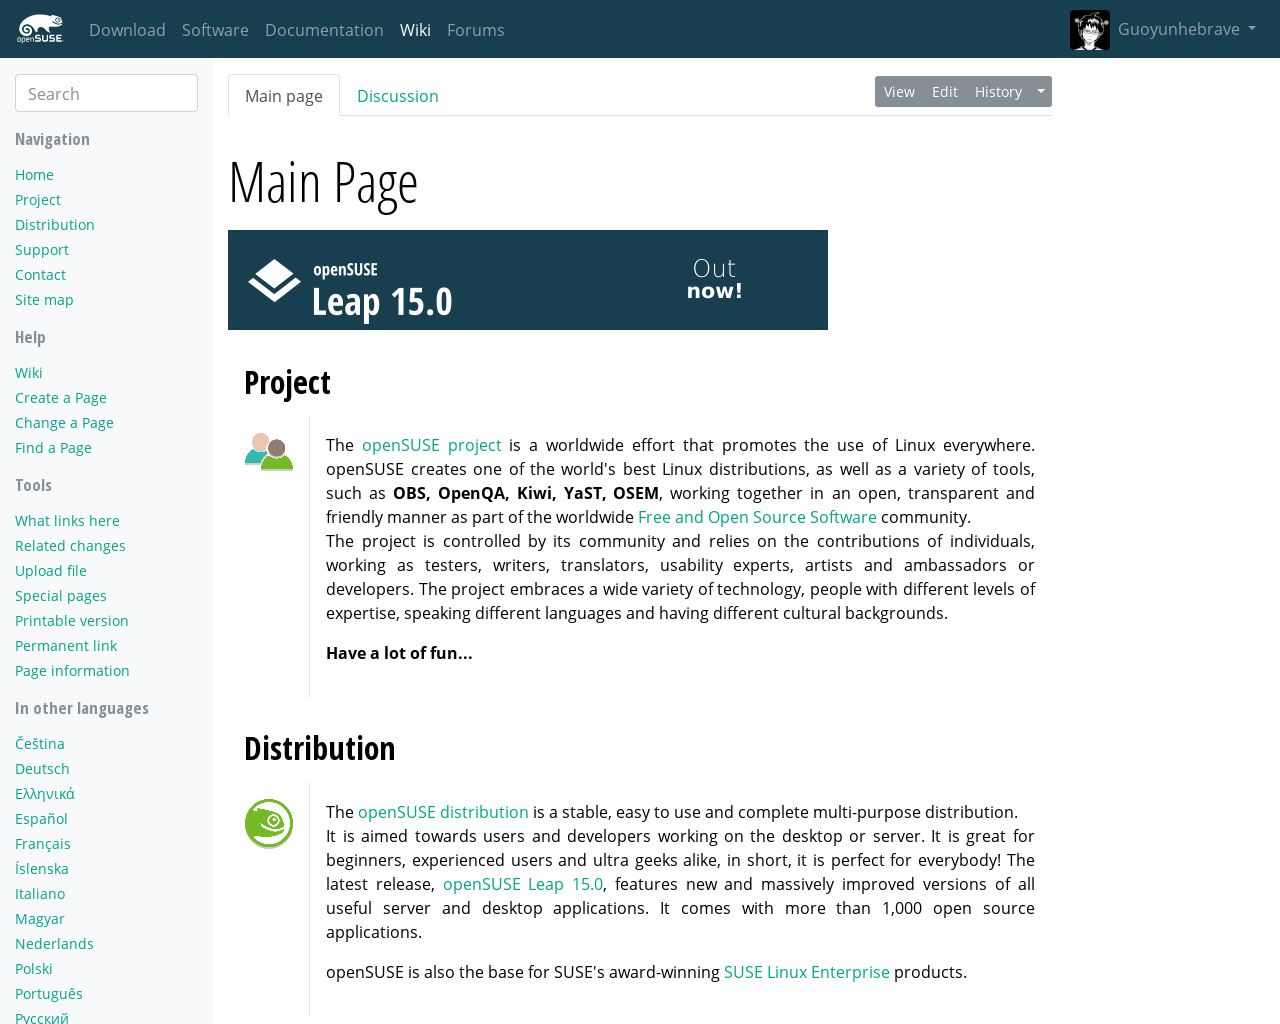 openSUSE
Download
Software
Documentation
Wiki
Forums
Guoyunhebrave
Search
Navigation
Home
Project
Distribution
Support
Contact
Site map
Help
Wiki
Create a Page
Change a Page
Find a Page
Tools
What links here
Related changes
Upload file
Special pages
Printable version
Permanent link
Page information
In other languages
Čeština
Deutsch
Ελληνικά
Español
Français
Íslenska
Italiano
Magyar
Nederlands
Polski
Português
Русский
Main page
Discussion
View
Edit
History
Main Page
openSUSE
Leap 15.0
Out
now!
Project
The openSUSE project is a worldwide effort that promotes the use of Linux everywhere.
openSUSE creates one of the world's best Linux distributions, as well as a variety of tools,
such as OBS, OpenQA, Kiwi, YaST, OSEM, working together in an open, transparent and
friendly manner as part of the worldwide Free and Open Source Software community.
The project is controlled by its community and relies on the contributions of individuals,
working as testers, writers, translators, usability experts, artists and ambassadors or
developers. The project embraces a wide variety of technology, people with different levels of
expertise, speaking different languages and having different cultural backgrounds.
Have a lot of fun...
Distribution
The openSUSE distribution is a stable, easy to use and complete multi-purpose distribution.
It is aimed towards users and developers working on the desktop or server. It is great for
beginners, experienced users and ultra geeks alike, in short, it is perfect for everybody! The
latest release, openSUSE Leap 15.0, features new and massively improved versions of all
useful server and desktop applications. It comes with more than 1,000 open source
applications.
openSUSE is also the base for SUSE's award-winning SUSE Linux Enterprise products.